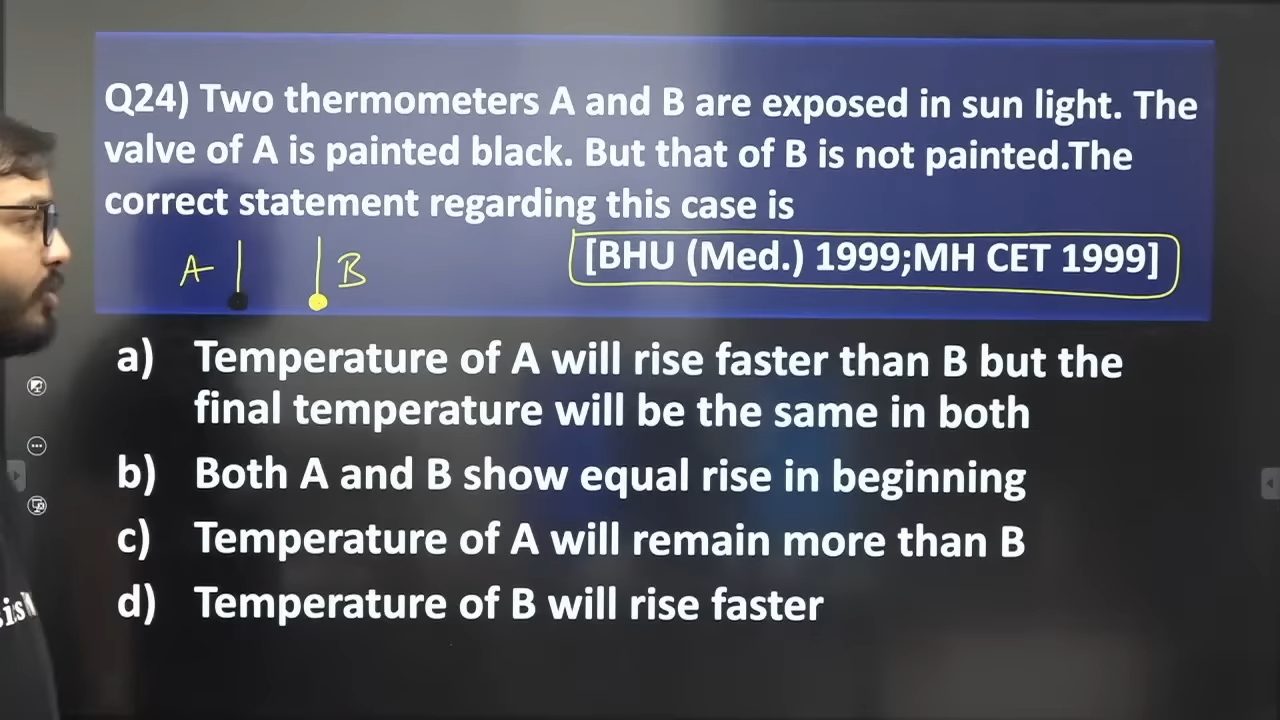 Q24) Two thermometers A and B are exposed in sun light. The
valve of A is painted black. But that of B is not painted.The
correct statement regarding this case is
[BHU (Med.) 1999;MH CET 1999]
A B
a) Temperature of A will rise faster than B but the
final temperature will be the same in both
b) Both A and B show equal rise in beginning
c) Temperature of A will remain more than B
d) Temperature of B will rise faster